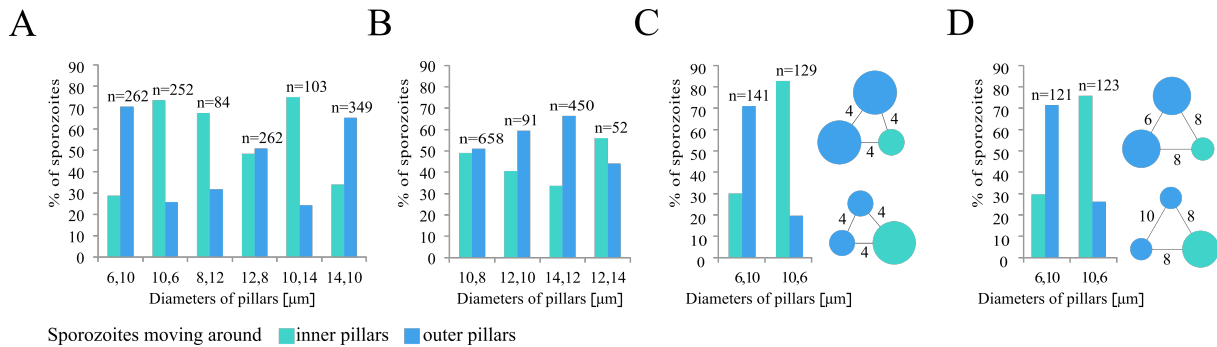 A
% of sporozoites
90
80
70
60
50
40
30
20
10
0
n=262
n=252
n=84
n=262
n=103
n=349
6,10 10,6 8,12 12,8 10,14 14,10
Diameters of pillars [µm]
B
% of sporozoites
90
80
70
60
50
40
30
20
10
0
n=658
n=91
n=450
n=52
10,8 12,10 14,12 12,14
Diameters of pillars [µm]
C
% of sporozoites
90
80
70
60
50
40
30
20
10
0
n=141
n=129
6,10 10,6
Diameters of pillars [µm]
4 4
4
4 4
4
D
% of sporozoites
90
80
70
60
50
40
30
20
10
0
n=121
n=123
6,10 10,6
Diameters of pillars [µm]
6 8
8
10 8
8
Sporozoites moving around inner pillars outer pillars